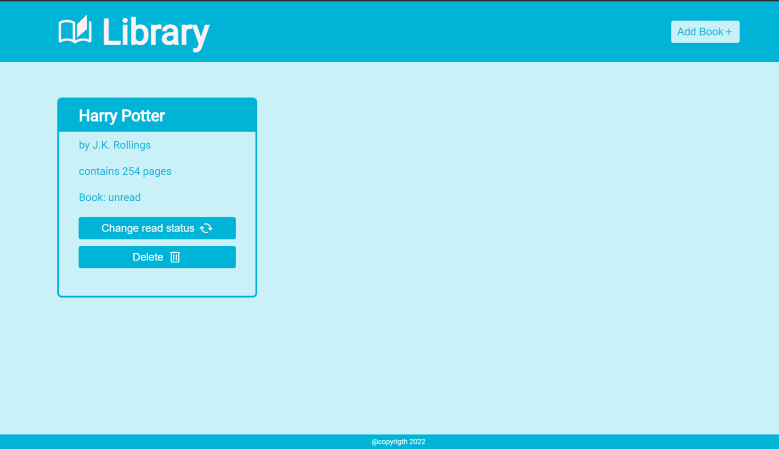 Library
Add Book+
Harry Potter
by J.K. Rollings
contains 254 pages
Book: unread
Change read status
Delete
@copyrigth 2022